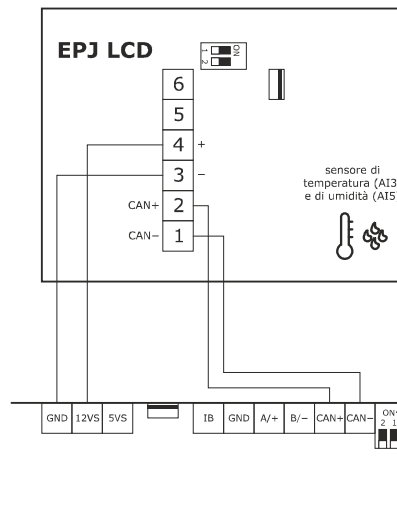 EPJ LCD
ON
1
2
6
5
4 +
3 −
CAN+ 2
CAN− 1
sensore di
temperatura (AI3
e di umidità (AI5
GND 12VS 5VS IB GND A/+ B/− CAN+ CAN−
ON
2 1